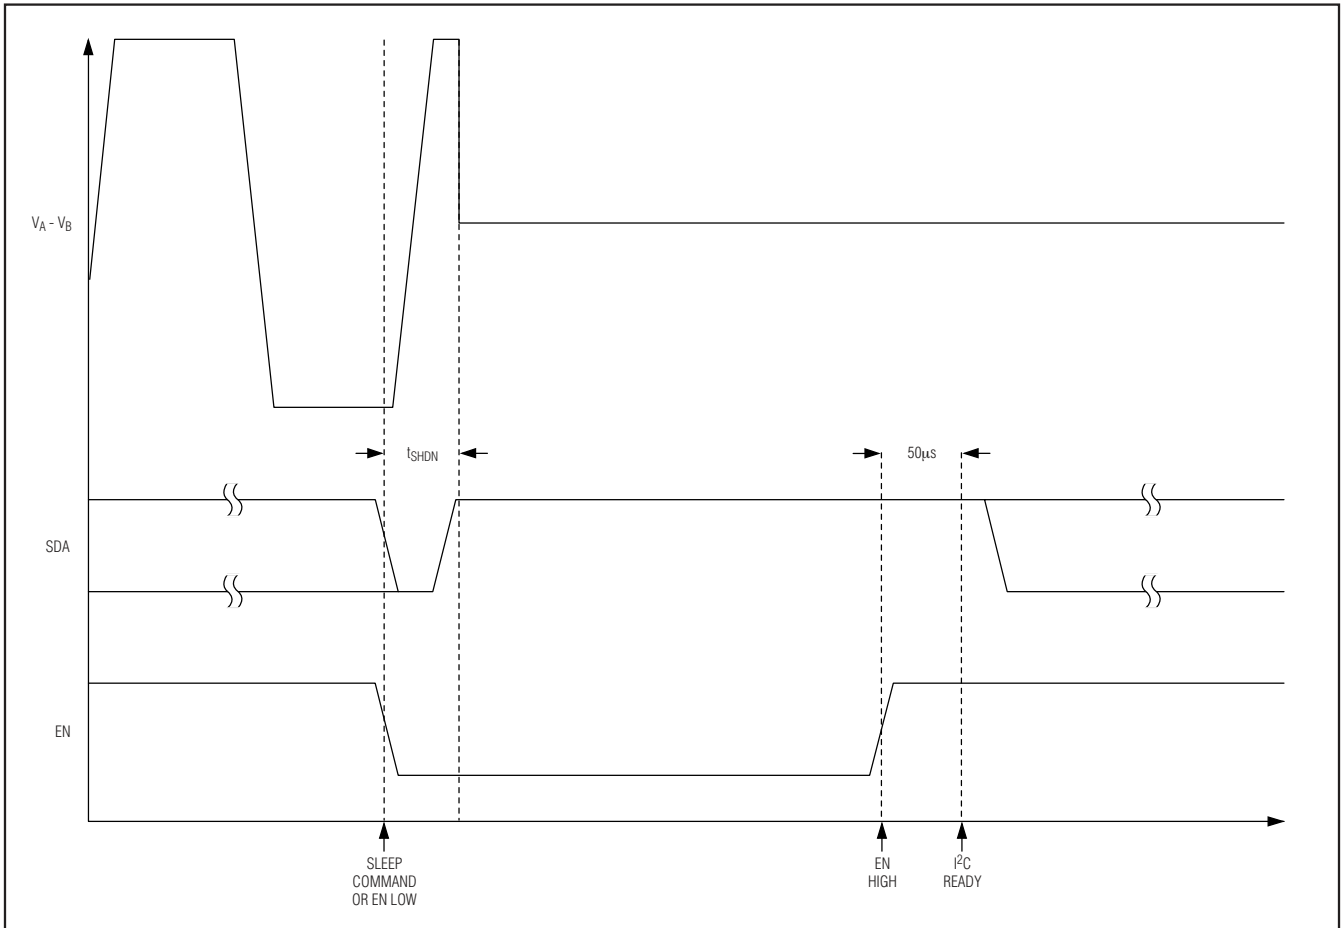 V_A - V_B
t_SHDN
50µs
SDA
EN
SLEEP
COMMAND
OR EN LOW
EN
HIGH
I²C
READY